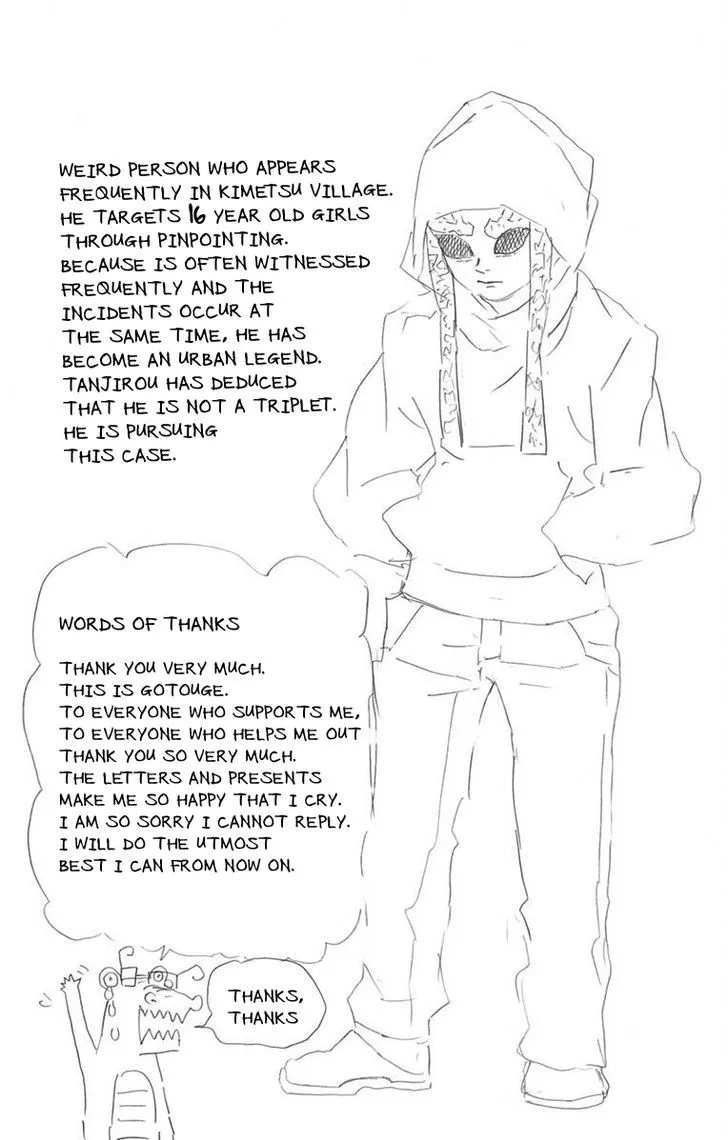 WEIRD PERSON WHO APPEARS
FREQUENTLY IN KIMETSU VILLAGE.
HE TARGETS 16 YEAR OLD GIRLS
THROUGH PINPOINTING.
BECAUSE IS OFTEN WITNESSED
FREQUENTLY AND THE
INCIDENTS OCCUR AT
THE SAME TIME, HE HAS
BECOME AN URBAN LEGEND.
TANJIROU HAS DEDUCED
THAT HE IS NOT A TRIPLET.
HE IS PURSUING
THIS CASE.
WORDS OF THANKS
THANK YOU VERY MUCH.
THIS IS GOTOUGE.
TO EVERYONE WHO SUPPORTS ME,
TO EVERYONE WHO HELPS ME OUT
THANK YOU SO VERY MUCH.
THE LETTERS AND PRESENTS
MAKE ME SO HAPPY THAT I CRY.
I AM SO SORRY I CANNOT REPLY.
I WILL DO THE UTMOST
BEST I CAN FROM NOW ON.
THANKS,
THANKS